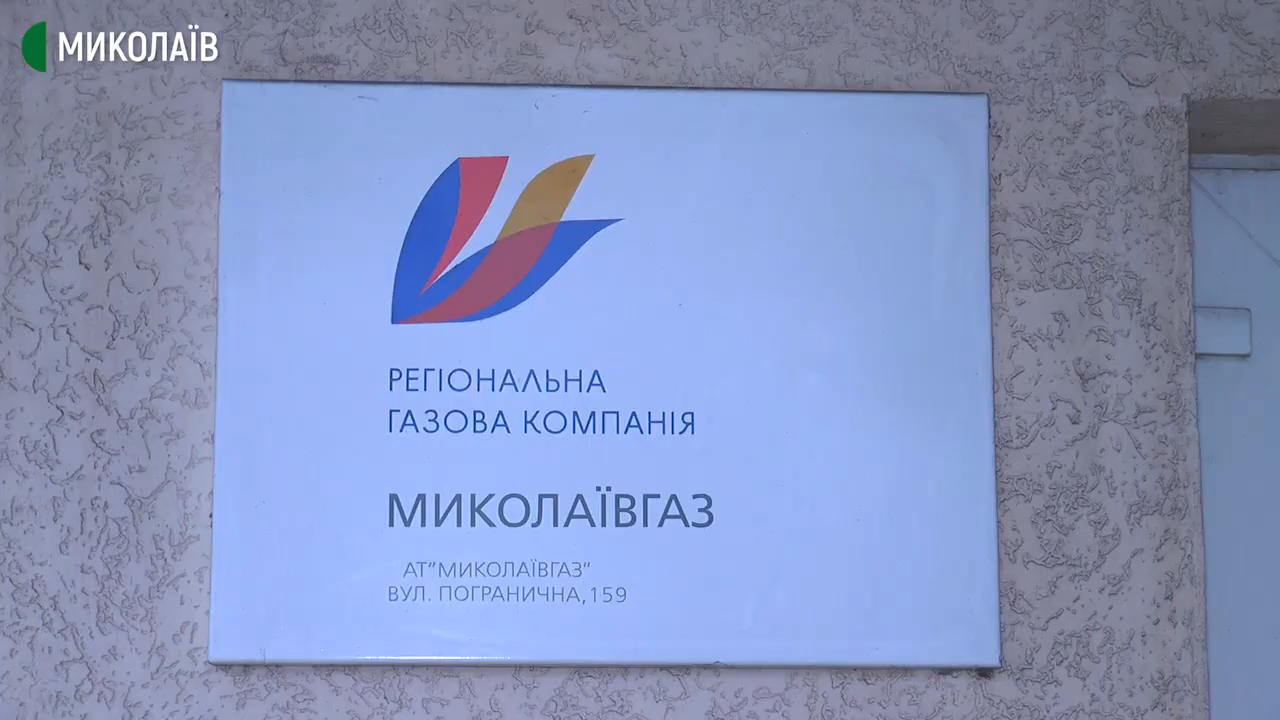 МИКОЛАЇВ
РЕГІОНАЛЬНА
ГАЗОВА КОМПАНІЯ
МИКОЛАЇВГАЗ
АТ”МИКОЛАЇВГАЗ”
ВУЛ. ПОГРАНИЧНА,159